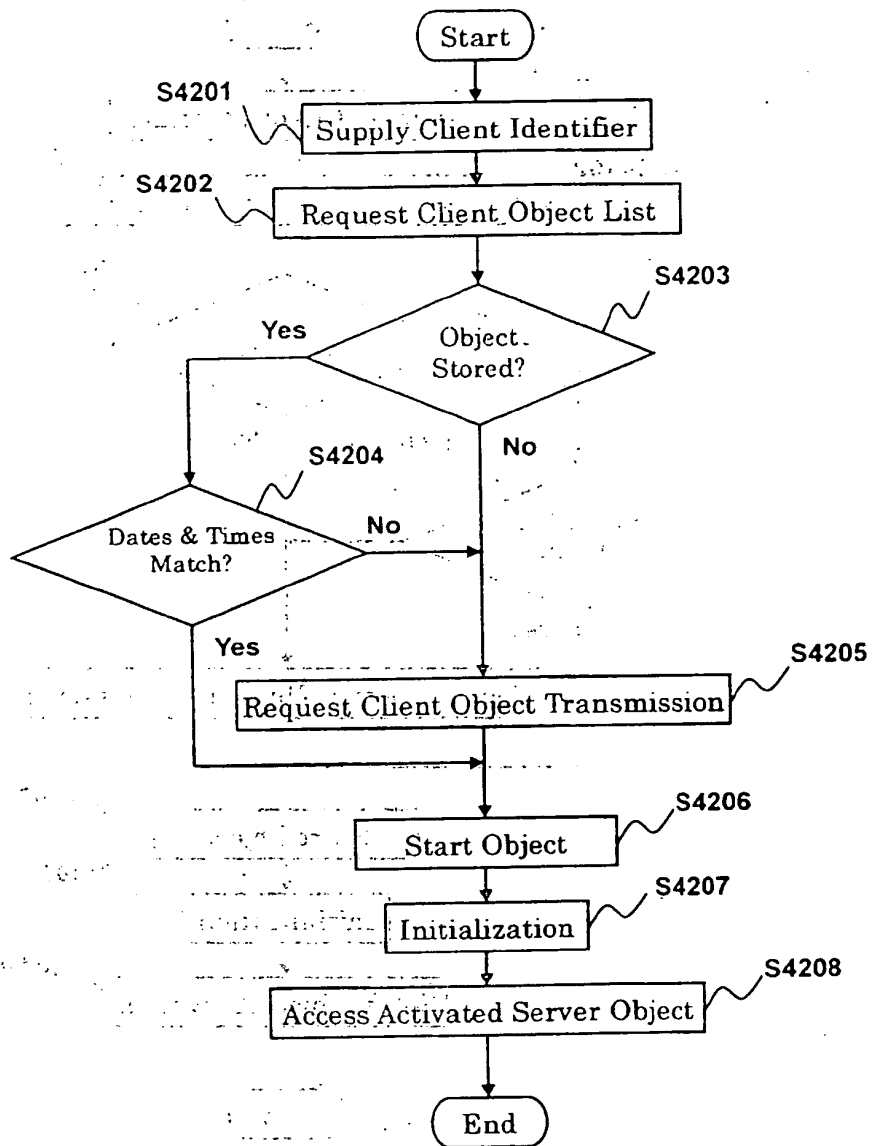 Start
S4201
Supply Client Identifier
S4202
Request Client Object List
S4203
Yes
Object
Stored?
No
S4204
Dates & Times
Match?
No
Yes
S4205
Request Client Object Transmission
S4206
Start Object
S4207
Initialization
S4208
Access Activated Server Object
End